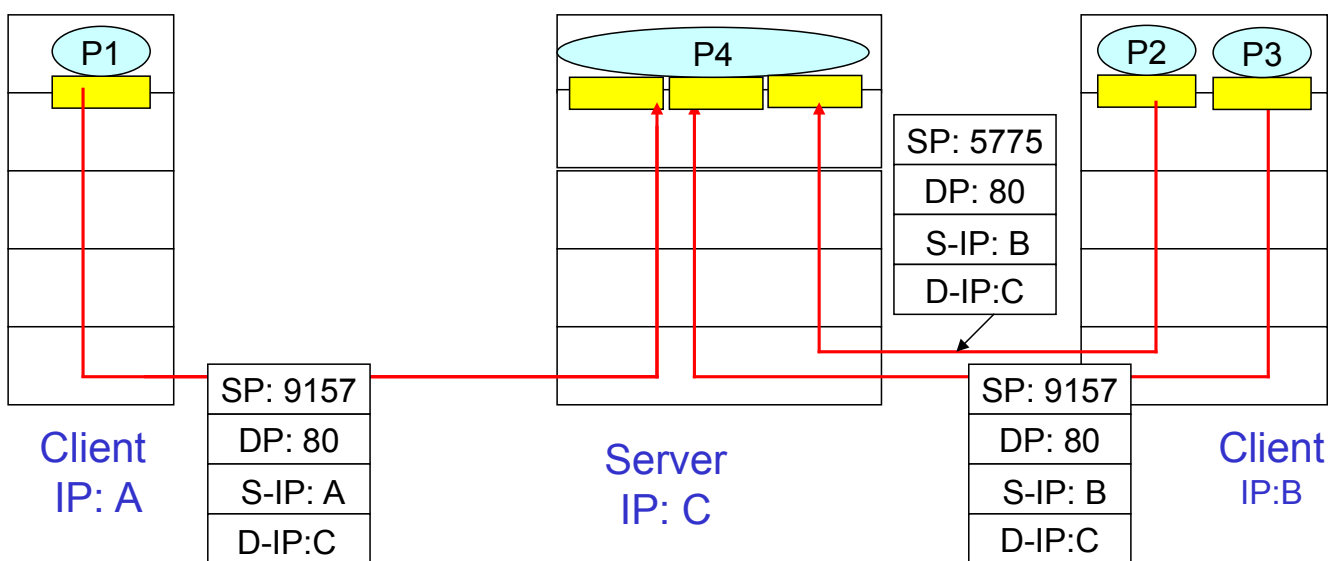 P1
P4
P2
P3
SP: 5775
DP: 80
S-IP: B
D-IP:C
SP: 9157
DP: 80
S-IP: A
D-IP:C
SP: 9157
DP: 80
S-IP: B
D-IP:C
Client
IP: A
Server
IP: C
Client
IP:B